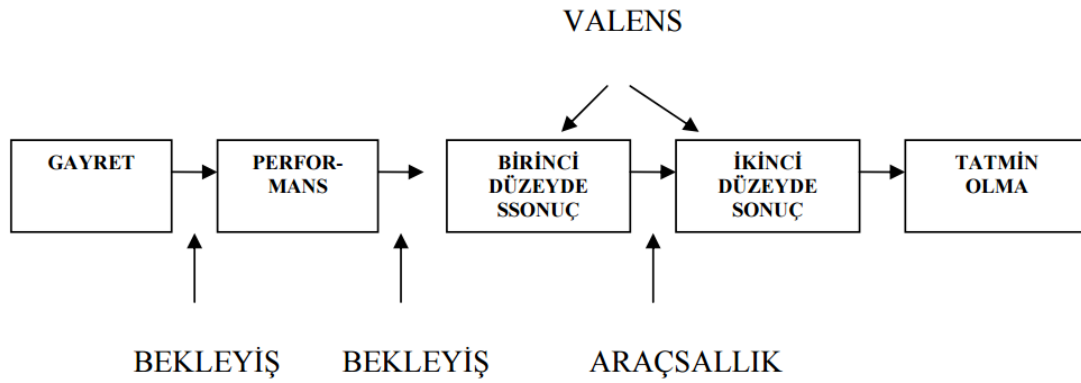 VALENS
GAYRET
PERFOR-
MANS
BİRİNCİ
DÜZEYDE
SSONUÇ
İKİNCİ
DÜZEYDE
SONUÇ
TATMİN
OLMA
BEKLEYİŞ
BEKLEYİŞ
ARAÇSALLIK